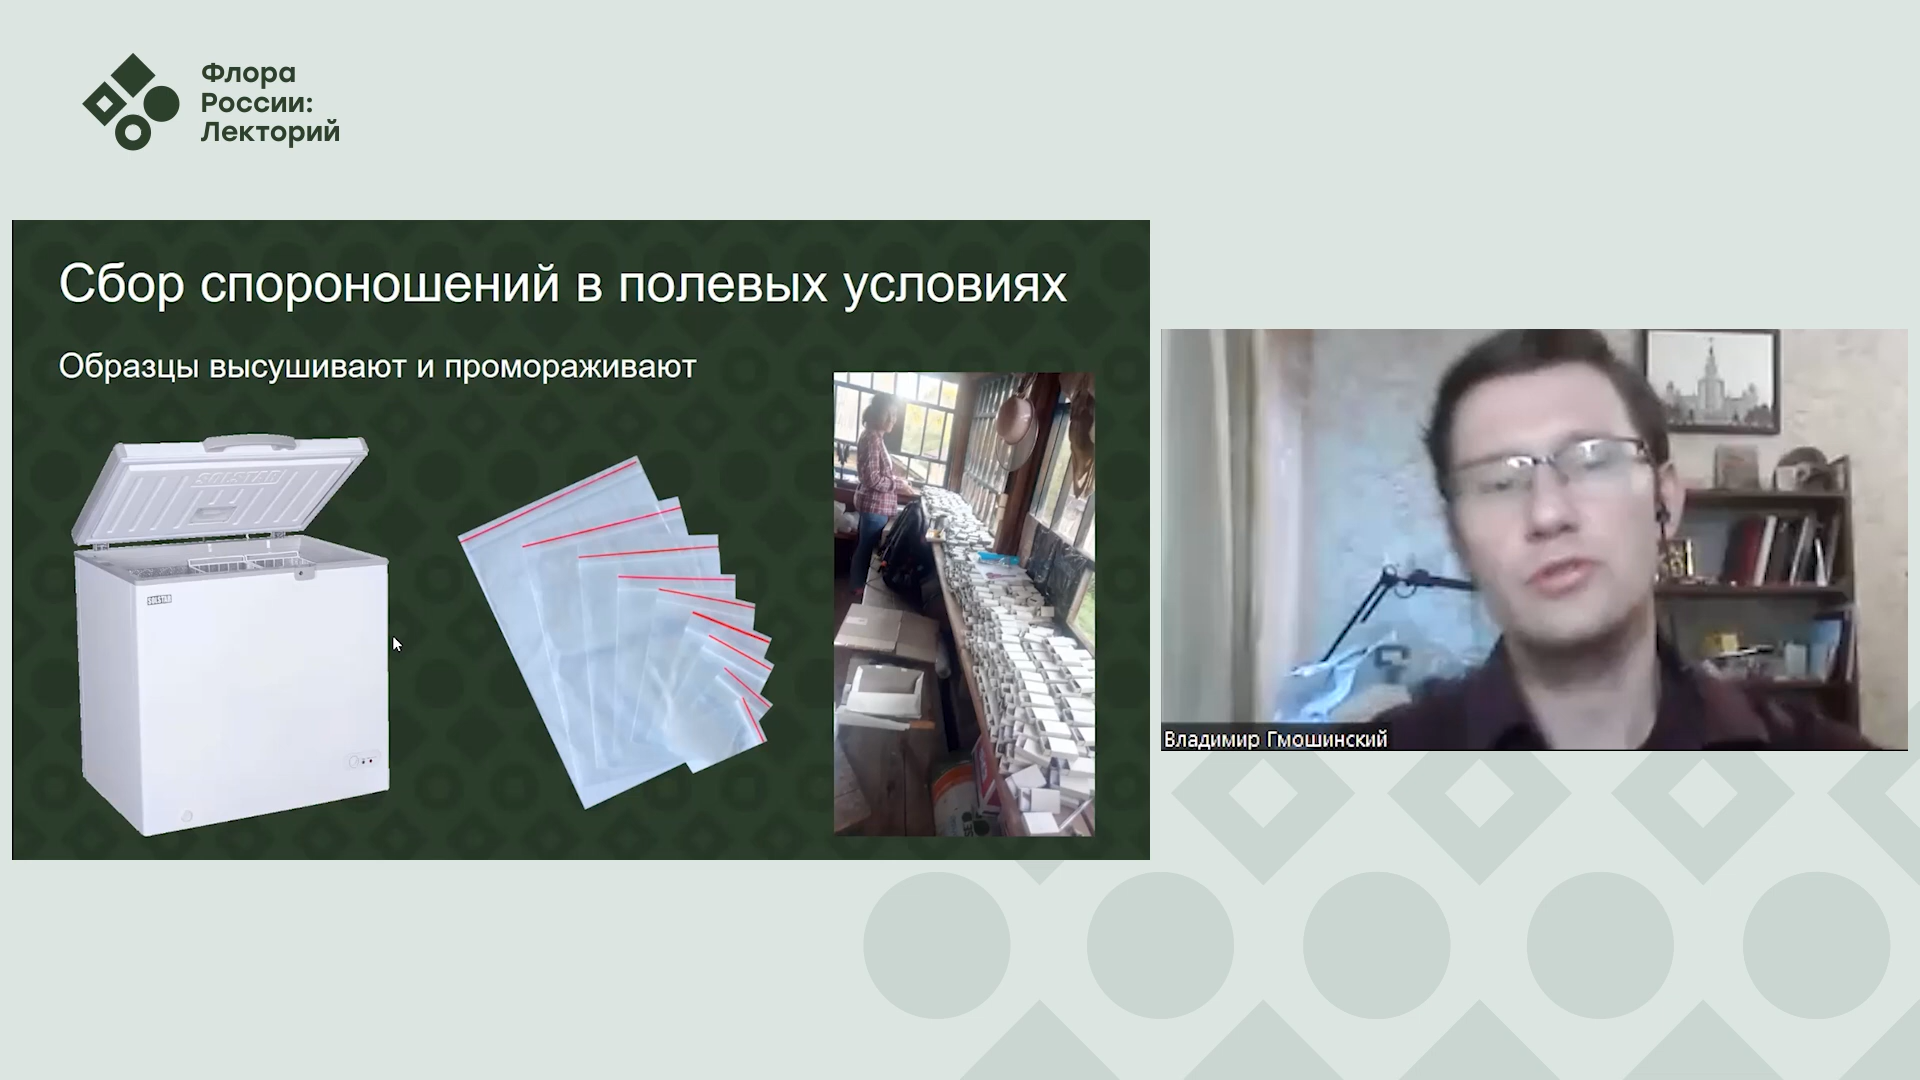 Флора
России:
Лекторий
Сбор спороношений в полевых условиях
Образцы высушивают и промораживают
SOLSTAR
SOLSTAR
Владимир Гмошинский